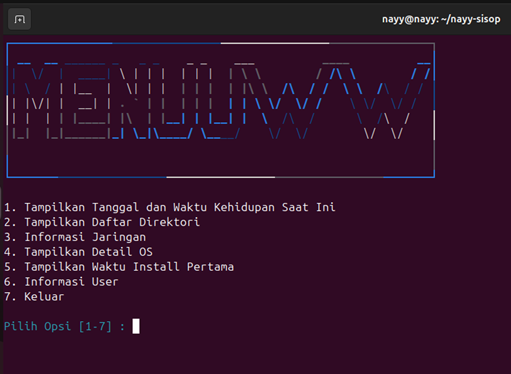 nayy@nayy: ~/nayy-sisop
1. Tampilkan Tanggal dan Waktu Kehidupan Saat Ini
2. Tampilkan Daftar Direktori
3. Informasi Jaringan
4. Tampilkan Detail OS
5. Tampilkan Waktu Install Pertama
6. Informasi User
7. Keluar
Pilih Opsi [1-7] :